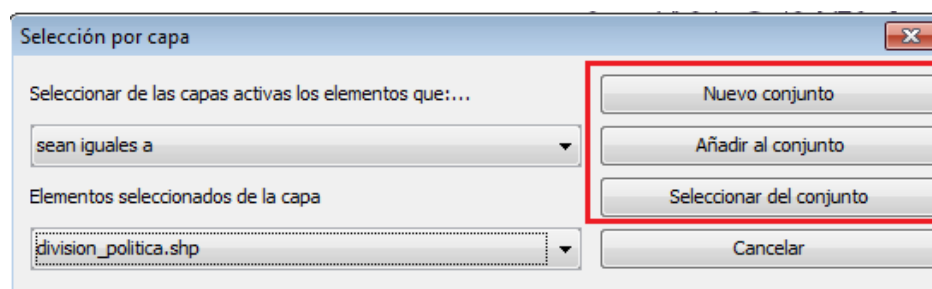 Selección por capa
Seleccionar de las capas activas los elementos que:...
Nuevo conjunto
sean iguales a
Añadir al conjunto
Elementos seleccionados de la capa
Seleccionar del conjunto
division_politica.shp
Cancelar